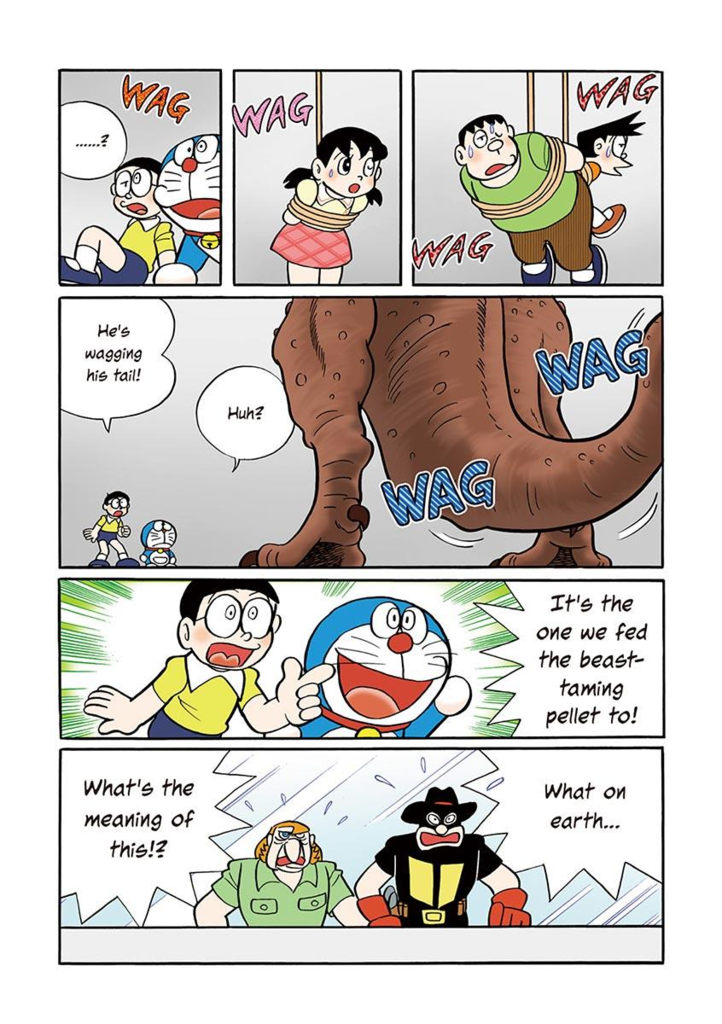 WAG
......?
WAG
WAG
WAG
He's
wagging
his tail!
Huh?
WAG
WAG
It's the
one we fed
the beast-
taming
pellet to!
What's the
meaning of
this!?
What on
earth...